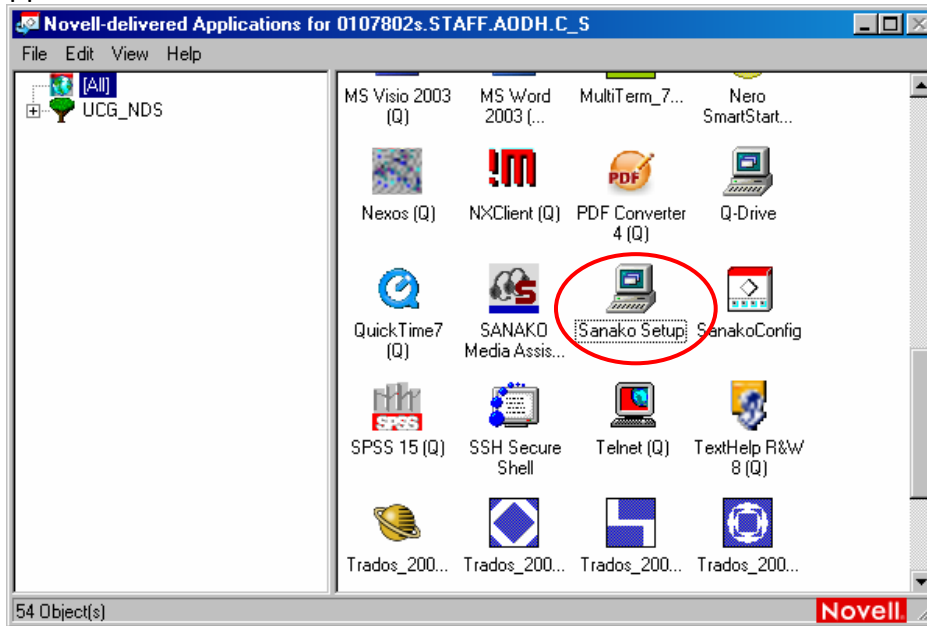 Novell-delivered Applications for 0107802s.STAFF.AODH.C_S
File Edit View Help
[All]
UCG_NDS
MS Visio 2003 (Q)
MS Word 2003 (...
MultiTerm_7...
Nero SmartStart...
Nexos (Q)
!m
NXClient (Q)
PDF
PDF Converter 4 (Q)
Q-Drive
QuickTime7 (Q)
S
SANAKO Media Assis...
Sanako Setup
SanakoConfig
SPSS
SPSS 15 (Q)
SSH Secure Shell
Telnet (Q)
TextHelp R&W 8 (Q)
Trados_200...
Trados_200...
Trados_200...
Trados_200...
54 Object(s)
Novell.